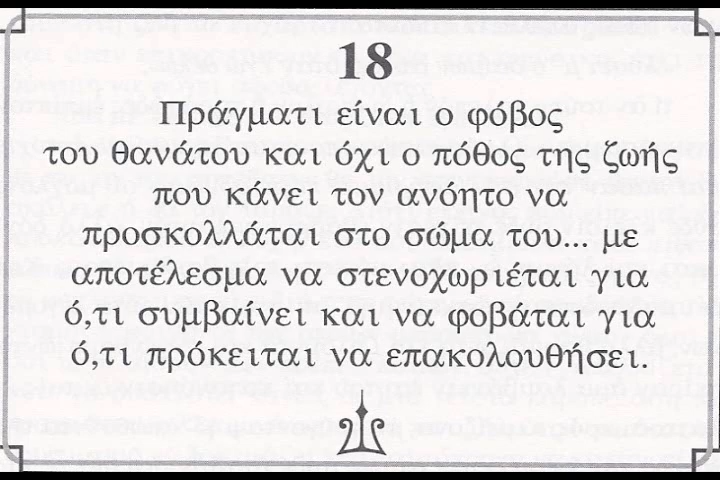 18
Πράγματι είναι ο φόβος
του θανάτου και όχι ο πόθος της ζωής
που κάνει τον ανόητο να
προσκολλάται στο σώμα του... με
αποτέλεσμα να στενοχωριέται για
ό,τι συμβαίνει και να φοβάται για
ό,τι πρόκειται να επακολουθήσει.